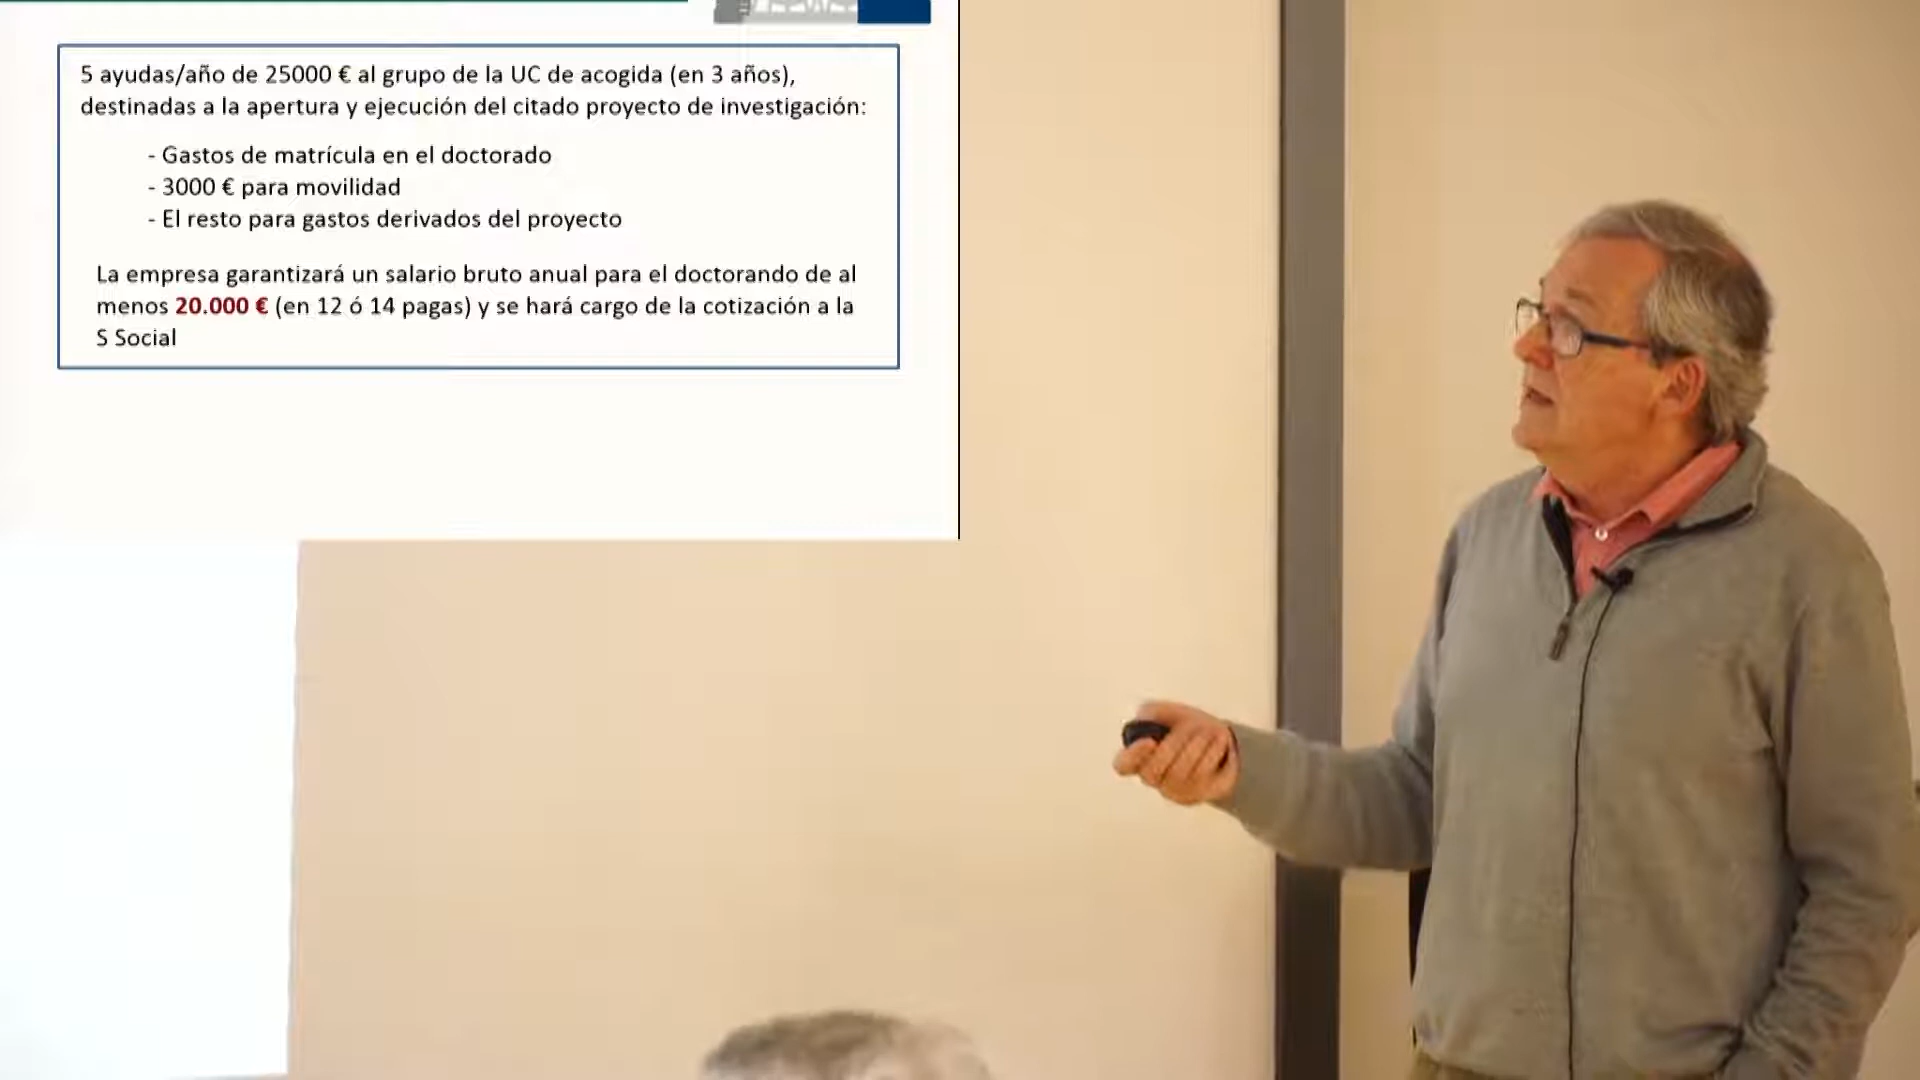 5 ayudas/año de 25000 € al grupo de la UC de acogida (en 3 años),
destinadas a la apertura y ejecución del citado proyecto de investigación:
- Gastos de matrícula en el doctorado
- 3000 € para movilidad
- El resto para gastos derivados del proyecto
La empresa garantizará un salario bruto anual para el doctorando de al
menos 20.000 € (en 12 ó 14 pagas) y se hará cargo de la cotización a la
S Social